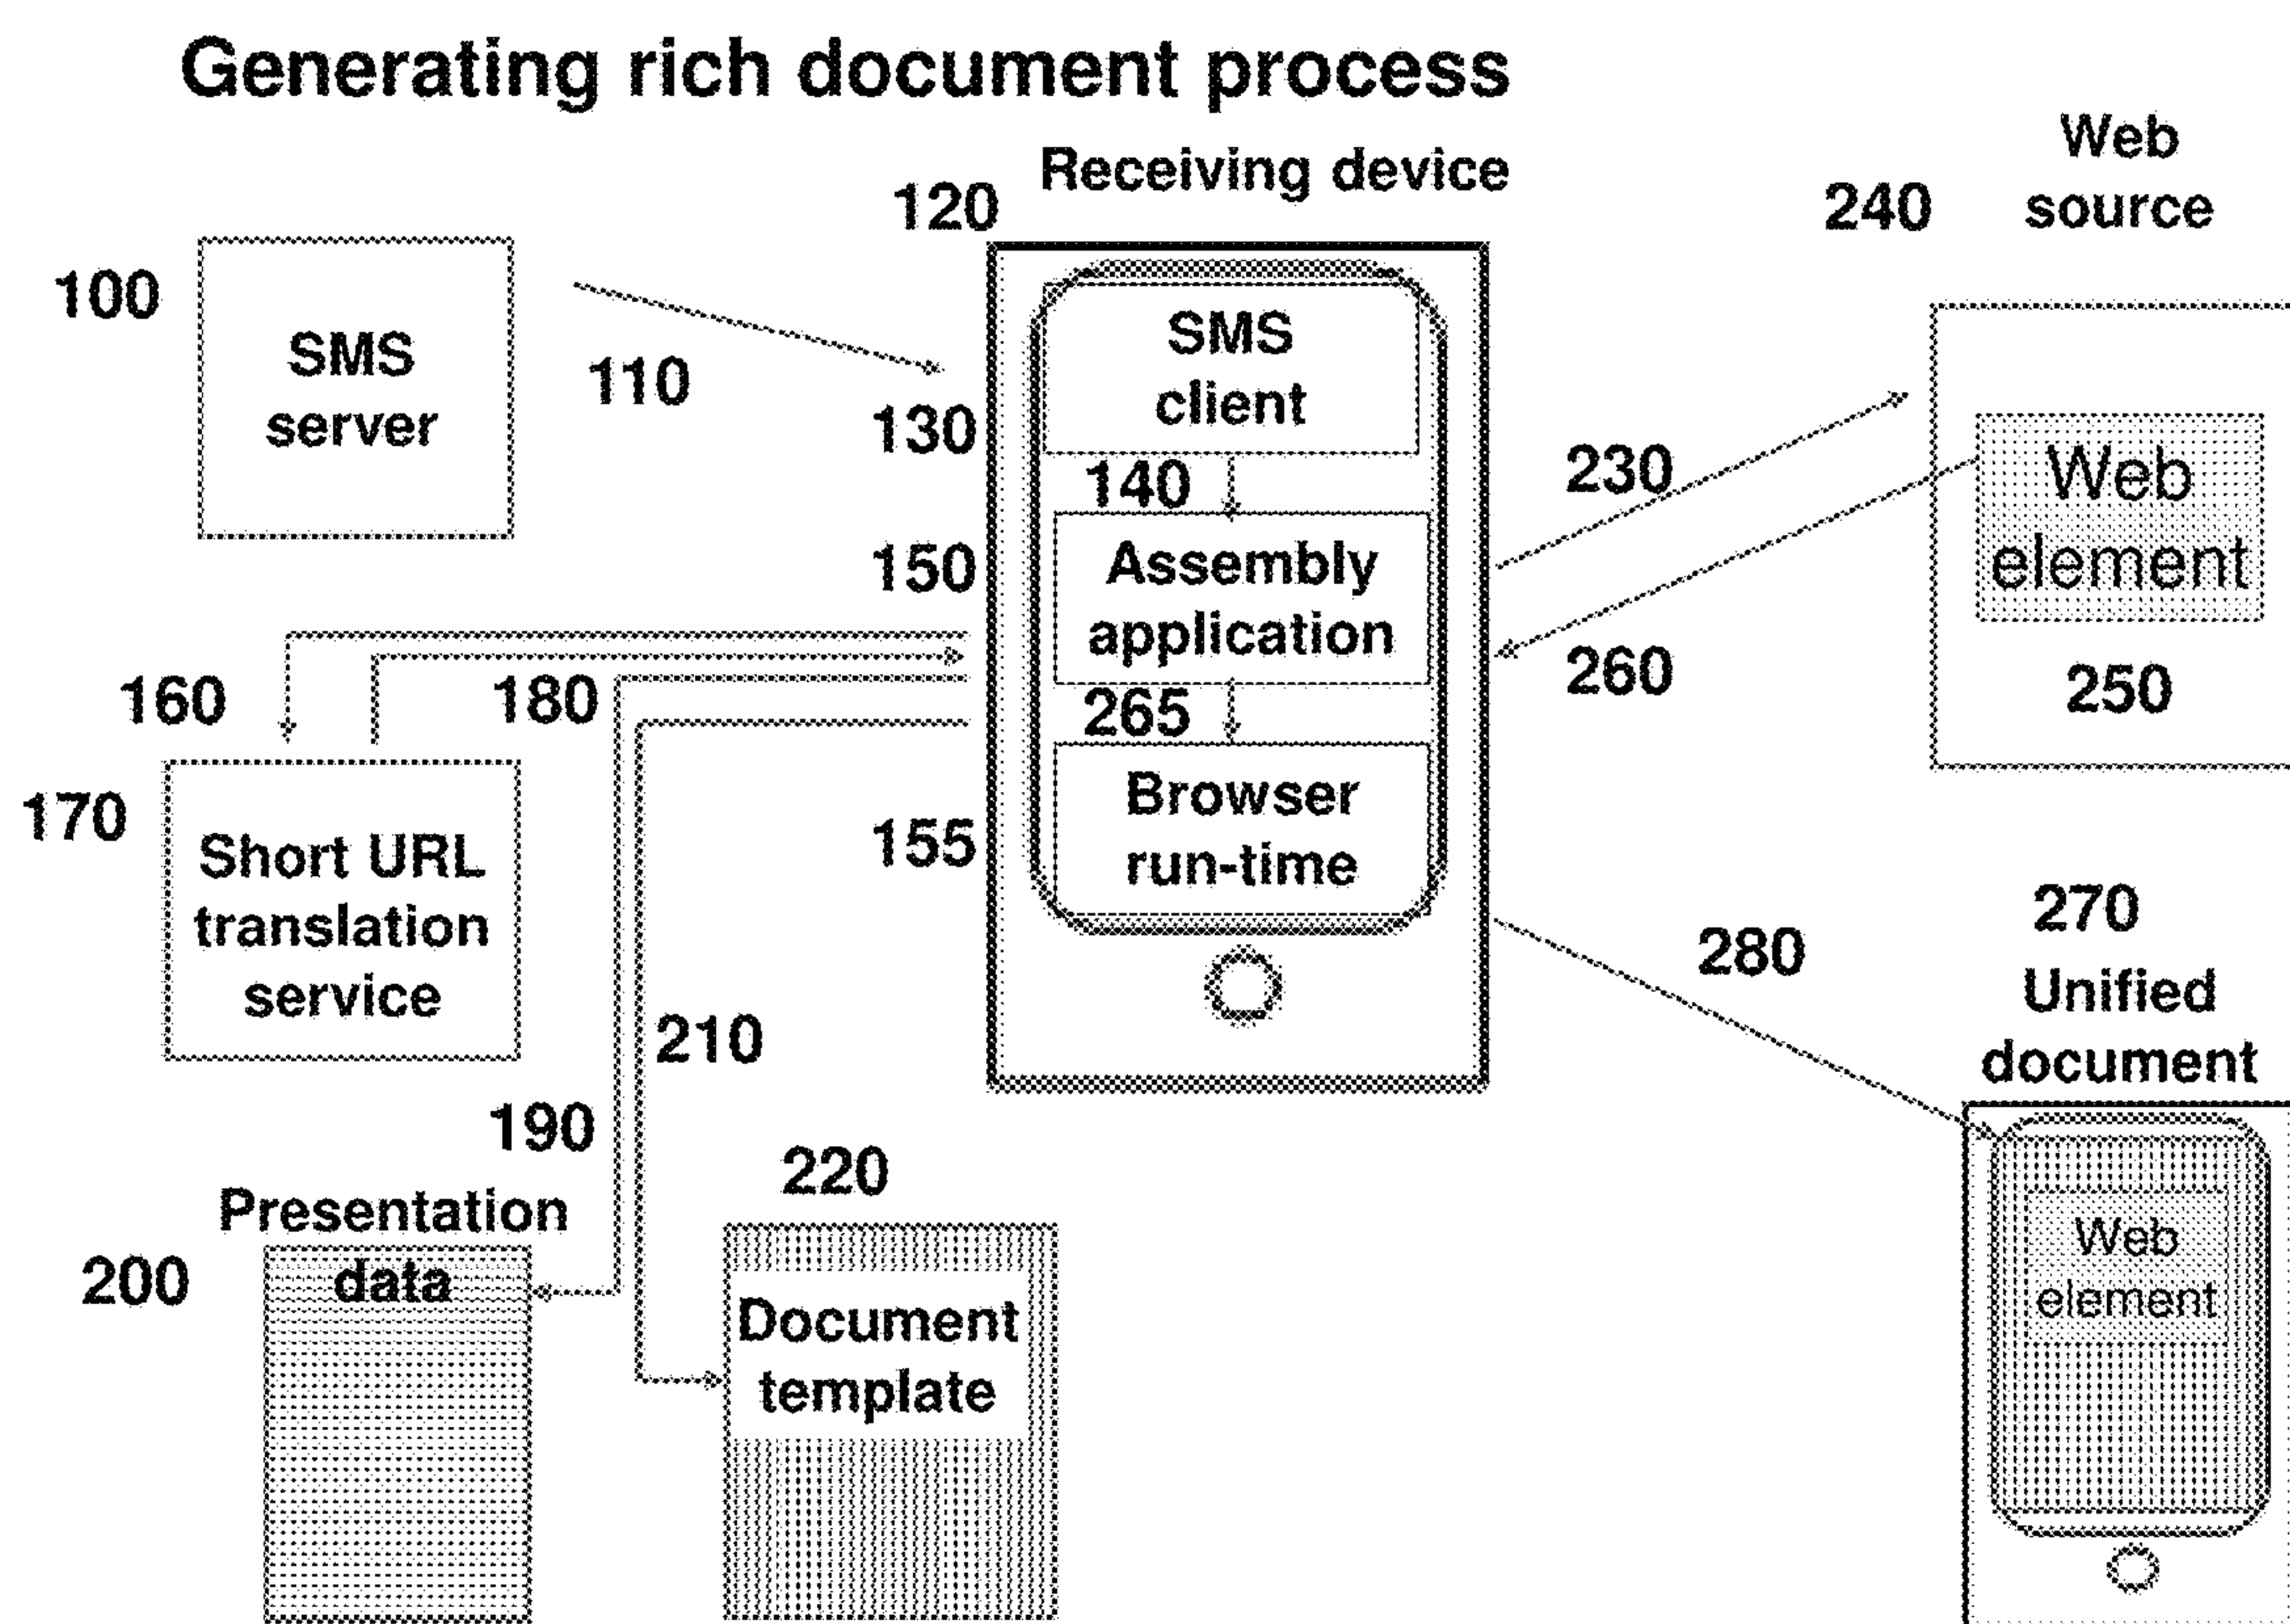 Generating rich document process
Receiving device
120
Web
source
240
100
SMS
server
110
SMS
client
130
140
150
Assembly
application
230
260
Web
element
250
160
180
265
170
Short URL
translation
service
155
Browser
run-time
280
270
Unified
document
210
190
Presentation
data
200
220
Document
template
Web
element